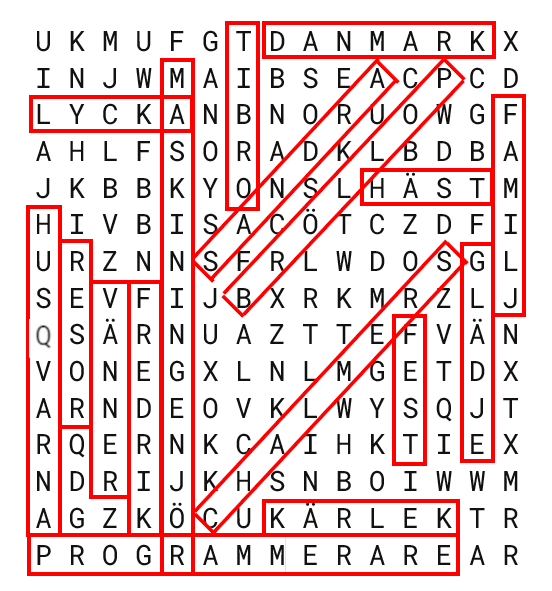 U K M U F G T D A N M A R K X
I N J W M A I B S E A C P C D
L Y C K A N B N O R U O W G F
A H L F S O R A D K L B D B A
J K B B K Y O N S L H Ä S T M
H I V B I S A C Ö T C Z D F I
U R Z N N S F R L W D O S G L
S E V F I J B X R K M R Z L J
Q S Ä R N U A Z T T E F V Ä N
V O N E G X L N L M G E T D X
A R N D E O V K L W Y S Q J T
R Q E R N K C A I H K T I E X
N D R I J K H S N B O I W W M
A G Z K Ö C U K Ä R L E K T R
P R O G R A M M E R A R E A R